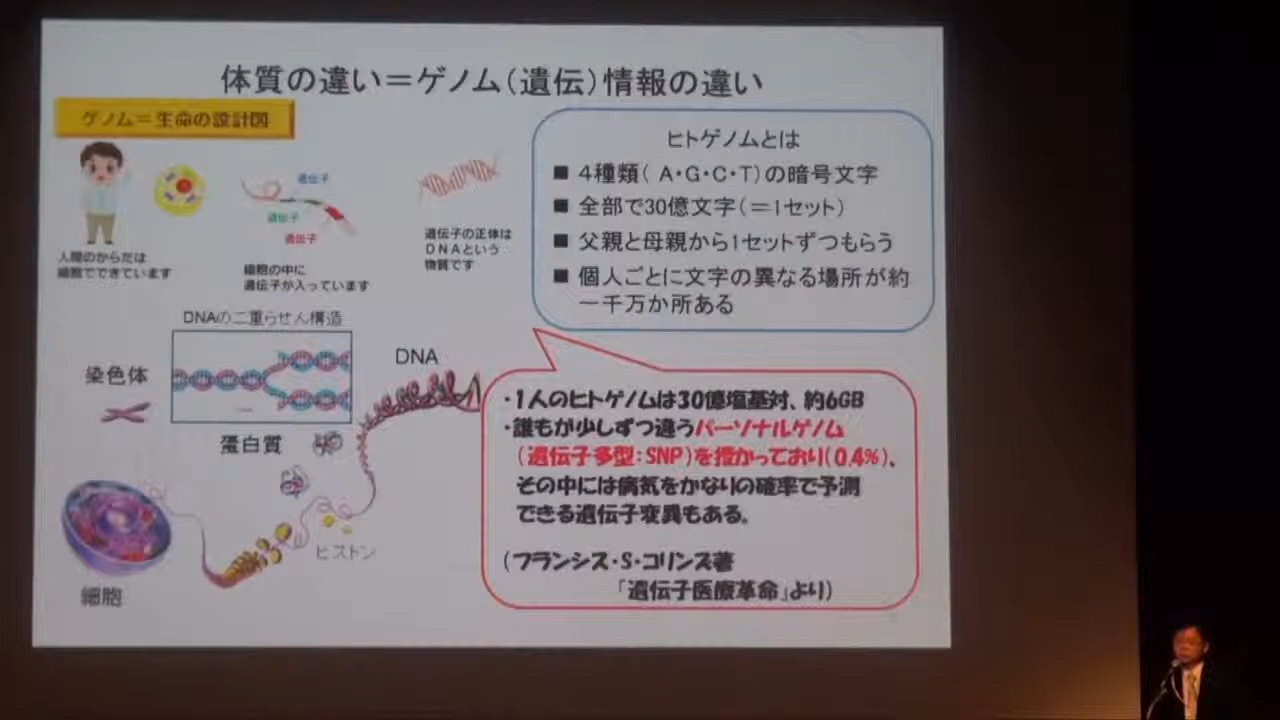 体質の違い＝ゲノム(遺伝)情報の違い
ゲノム＝生命の設計図
遺伝子
遺伝子
遺伝子
人間のからだは
細胞でできています
細胞の中に
遺伝子が入っています
遺伝子の正体は
DNAという
物質です
ヒトゲノムとは
■ 4種類( A・G・C・T)の暗号文字
■ 全部で30億文字(＝1セット)
■ 父親と母親から1セットずつもらう
■ 個人ごとに文字の異なる場所が約
一千万か所ある
DNAの二重らせん構造
染色体
DNA
蛋白質
ヒストン
細胞
・1人のヒトゲノムは30億塩基対、約6GB
・誰もが少しずつ違うパーソナルゲノム
(遺伝子多型:SNP)を授かっており(0.4%)、
その中には病気をかなりの確率で予測
できる遺伝子変異もある。
(フランシス・S・コリンズ著
「遺伝子医療革命」より)